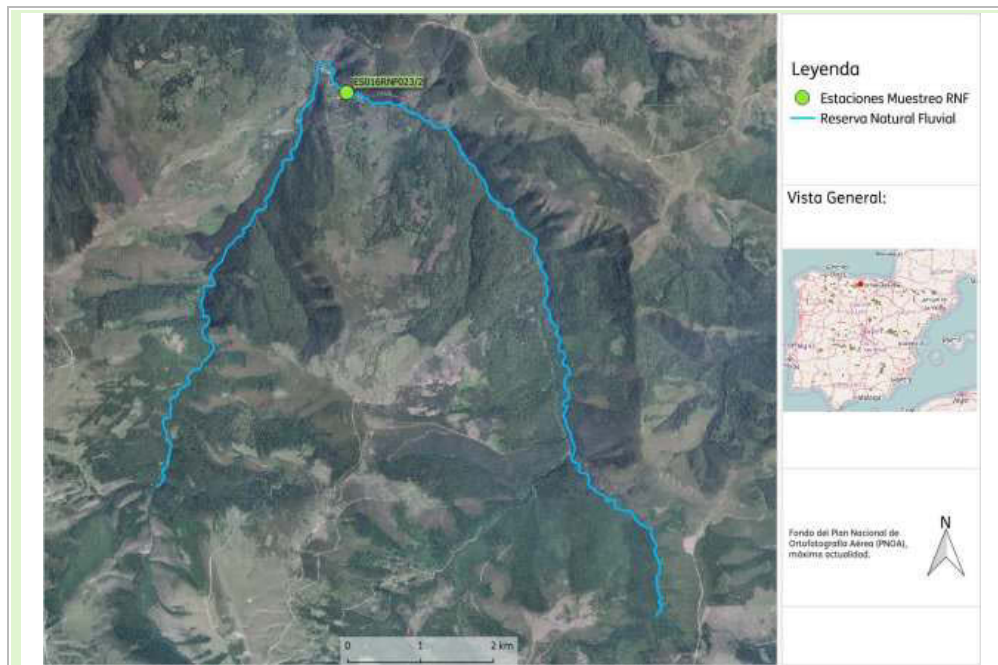 ES016RNF023/2
Leyenda
Estaciones Muestreo RNF
Reserva Natural Fluvial
Vista General:
Fondo del Plan Nacional de
Ortofotografía Aérea (PNOA),
máxima actualidad.
N
0 1 2 km